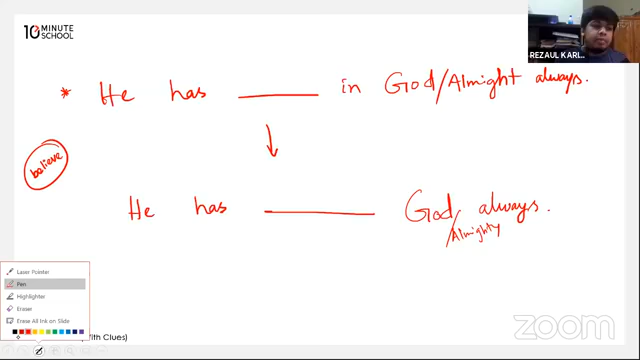 10 MINUTE SCHOOL
REZAUL KARI...
* He has ______ in God/Almight always.
believe
He has ______ God/Almighty always.
Laser Pointer
Pen
Highlighter
Eraser
Erase All Ink on Slide
With Clues)
zoom